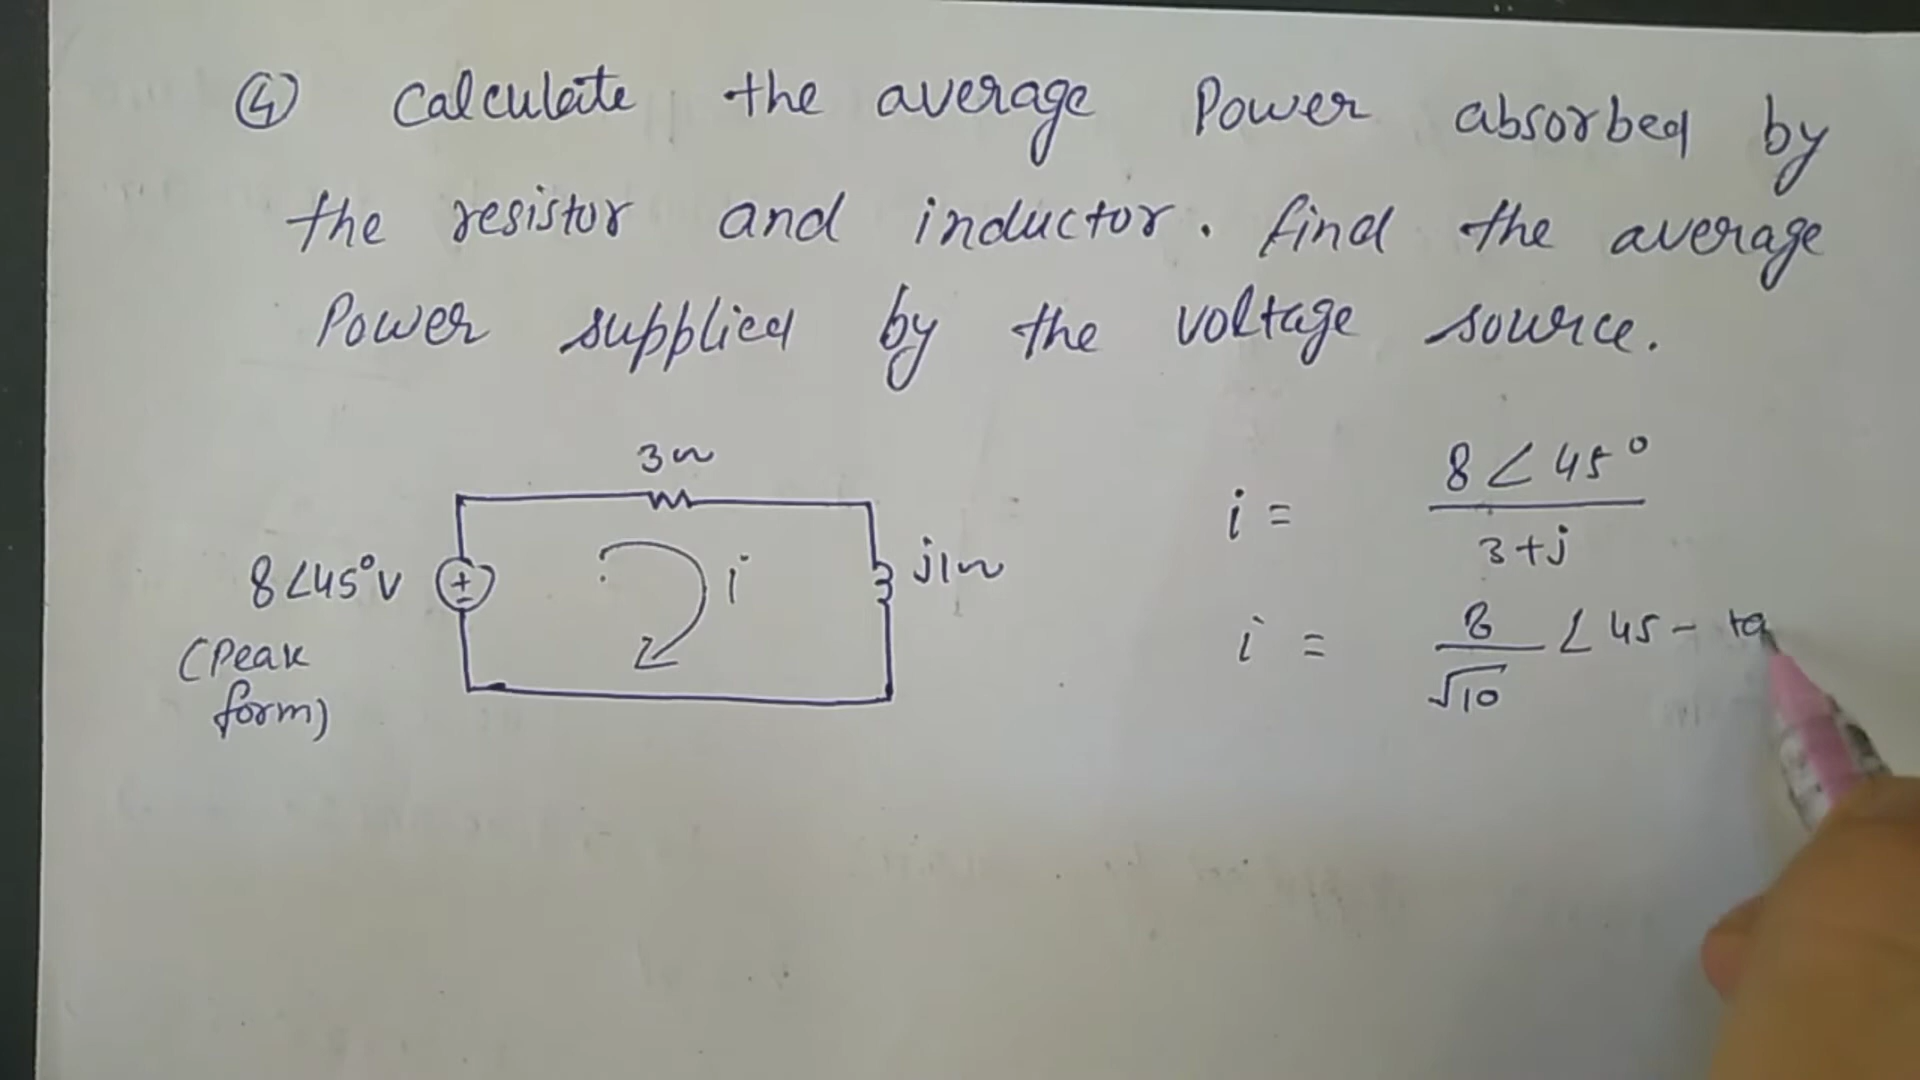 ④ Calculate the average Power absorbed by
the resistor and inductor. find the average
Power supplied by the voltage source.
3Ω
8∠45°V
(Peak
form)
i
j1Ω
i = 8∠45° / 3+j
i = 8/√10 ∠45 - ta